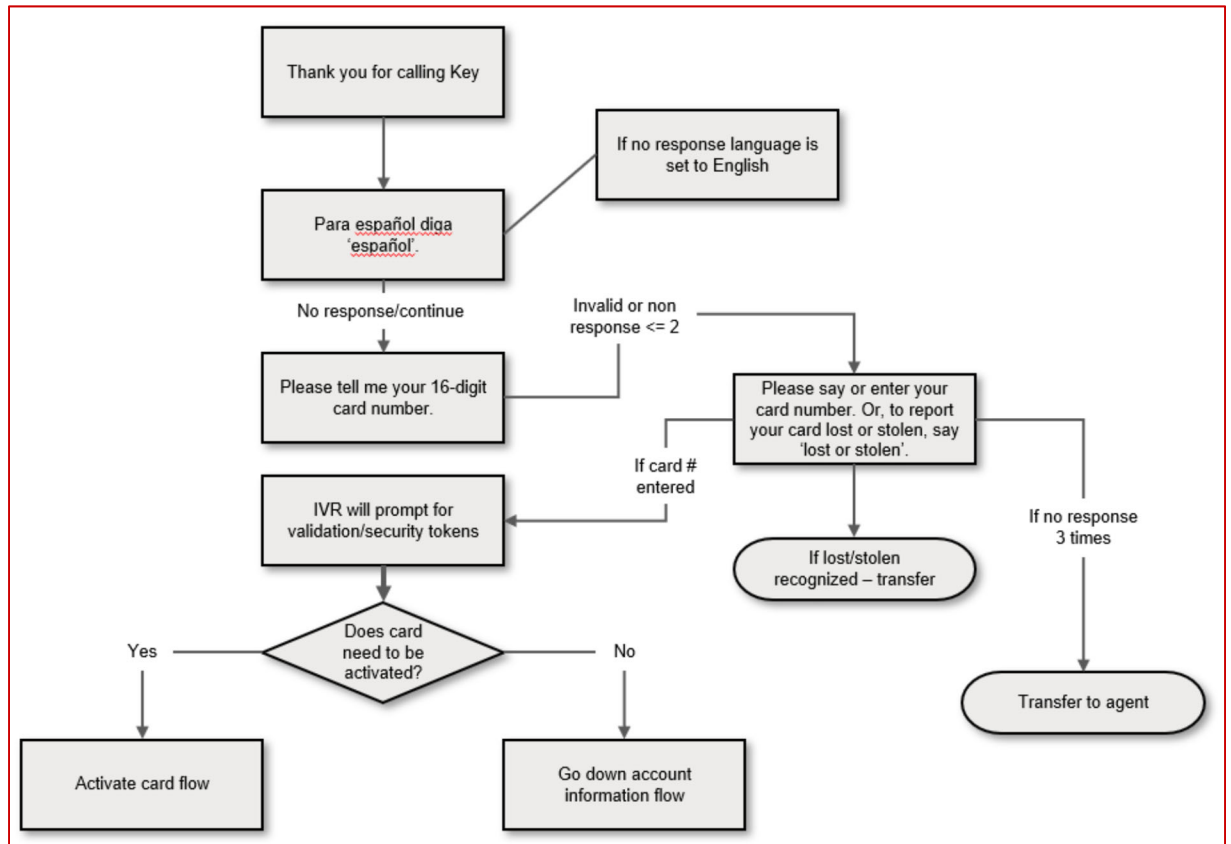 Thank you for calling Key
If no response language is
set to English
Para español diga
‘español’.
No response/continue
Invalid or non
response <= 2
Please tell me your 16-digit
card number.
Please say or enter your
card number. Or, to report
your card lost or stolen, say
‘lost or stolen’.
If card #
entered
IVR will prompt for
validation/security tokens
If no response
3 times
If lost/stolen
recognized – transfer
Does card
need to be
activated?
Yes
No
Transfer to agent
Activate card flow
Go down account
information flow